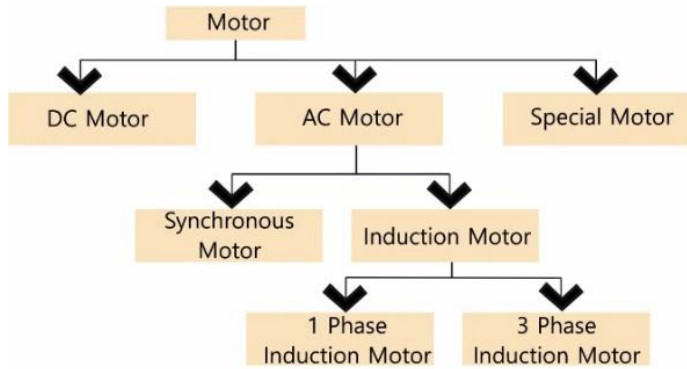 Motor
DC Motor
AC Motor
Special Motor
Synchronous
Motor
Induction Motor
1 Phase
Induction Motor
3 Phase
Induction Motor